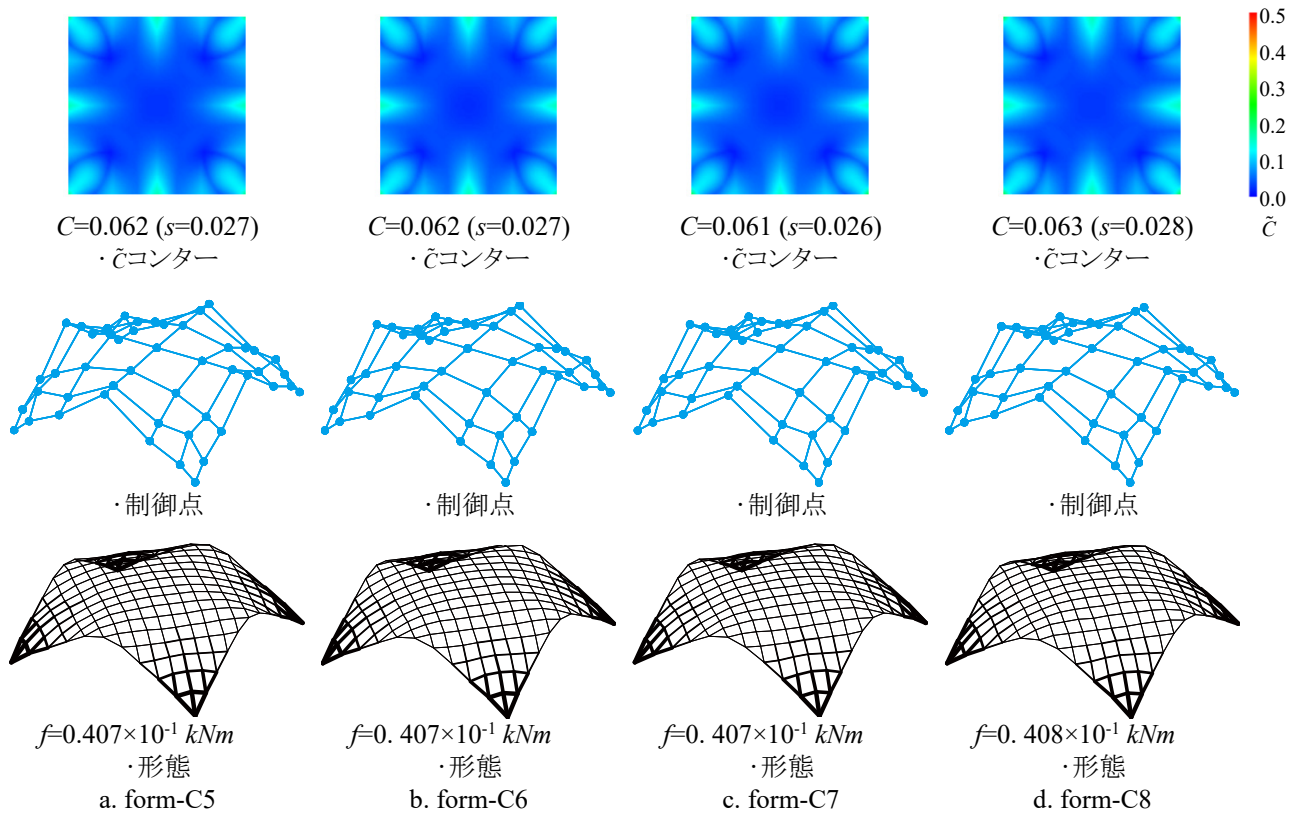 0.5
0.4
0.3
0.2
0.1
0.0
C̃
C=0.062 (s=0.027) C=0.062 (s=0.027) C=0.061 (s=0.026) C=0.063 (s=0.028)
・C̃コンター ・C̃コンター ・C̃コンター ・C̃コンター
・制御点 ・制御点 ・制御点 ・制御点
f=0.407×10⁻¹ kNm f=0. 407×10⁻¹ kNm f=0. 407×10⁻¹ kNm f=0. 408×10⁻¹ kNm
・形態 ・形態 ・形態 ・形態
a. form-C5 b. form-C6 c. form-C7 d. form-C8